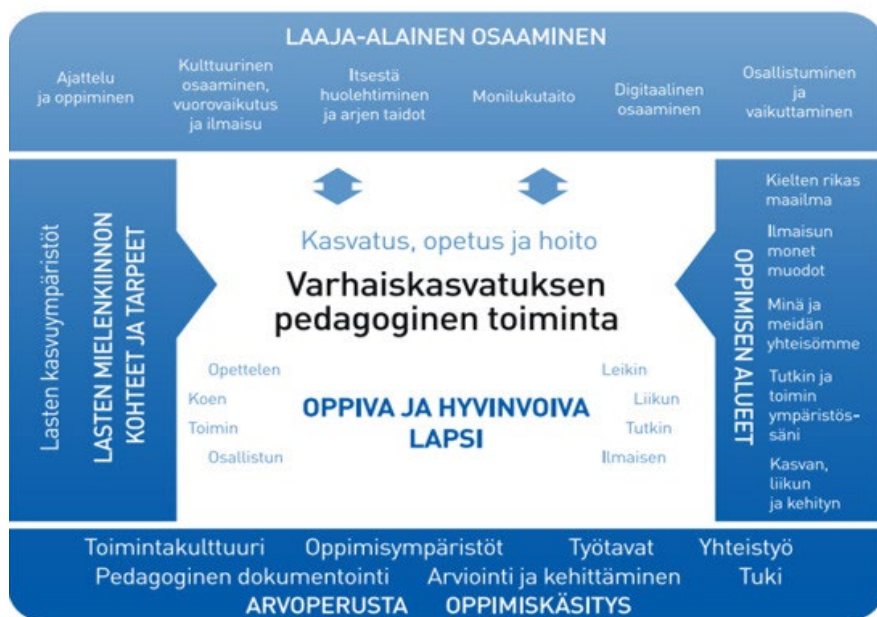 LAAJA-ALAINEN OSAAMINEN
Ajattelu
ja oppiminen
Kulttuurinen
osaaminen,
vuorovaikutus
ja ilmaisu
Itsestä
huolehtiminen
ja arjen taidot
Monilukutaito
Digitaalinen
osaaminen
Osallistuminen
ja
vaikuttaminen
Lasten kasvuympäristöt
LASTEN MIELENKIINNON
KOHTEET JA TARPEET
Kasvatus, opetus ja hoito
Varhaiskasvatuksen
pedagoginen toiminta
Opettelen
Koen
Toimin
Osallistun
OPPIVA JA HYVINVOIVA
LAPSI
Leikin
Liikun
Tutkin
Ilmaisen
OPPIMISEN ALUEET
Kielten rikas
maailma
Ilmaisun
monet
muodot
Minä ja
meidän
yhteisömme
Tutkin ja
toimin
ympäristös-
säni
Kasvan,
liikun
ja kehityn
Toimintakulttuuri Oppimisympäristöt Työtavat Yhteistyö
Pedagoginen dokumentointi Arviointi ja kehittäminen Tuki
ARVOPERUSTA OPPIMISKÄSITYS